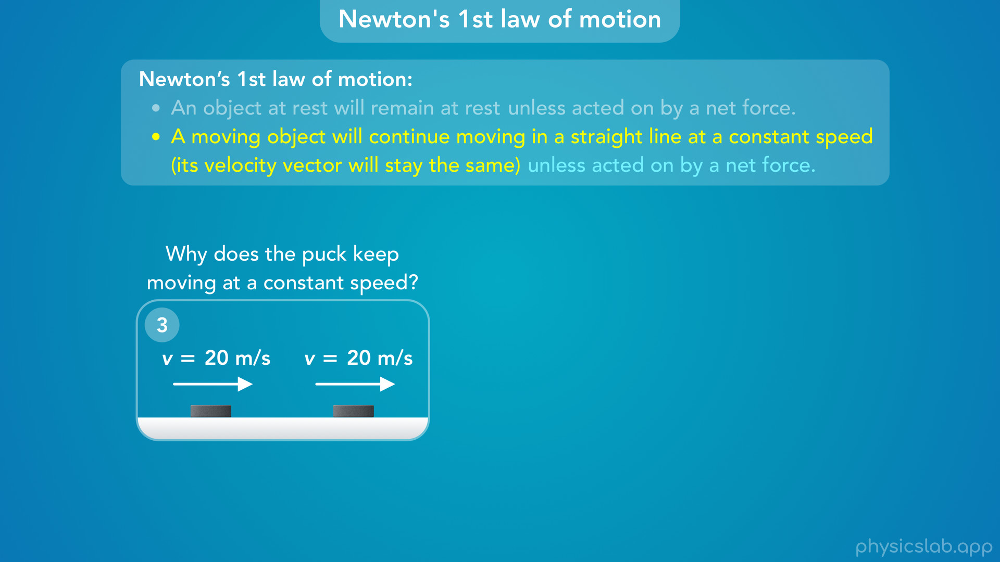 Newton's 1st law of motion
Newton’s 1st law of motion:
• An object at rest will remain at rest unless acted on by a net force.
• A moving object will continue moving in a straight line at a constant speed
(its velocity vector will stay the same) unless acted on by a net force.
Why does the puck keep
moving at a constant speed?
3
v = 20 m/s v = 20 m/s
physicslab.app